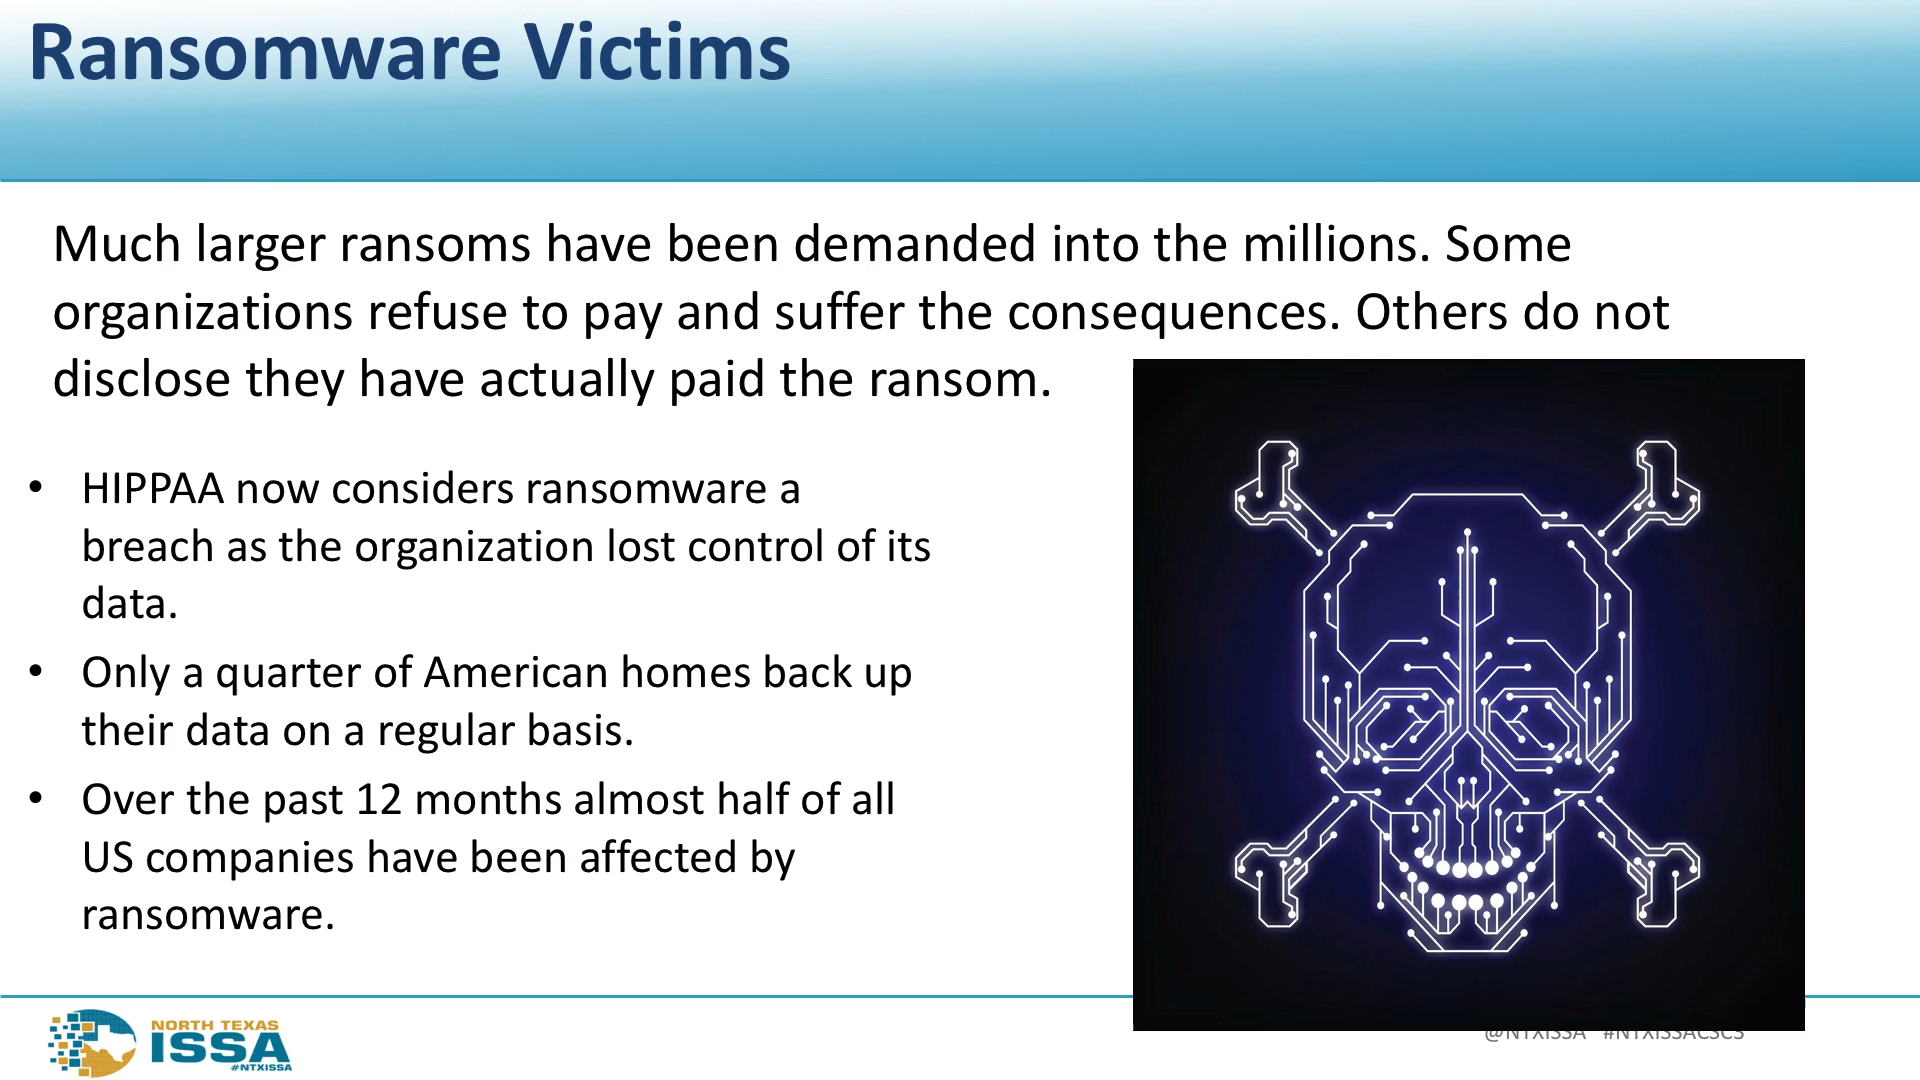 Ransomware Victims
Much larger ransoms have been demanded into the millions. Some
organizations refuse to pay and suffer the consequences. Others do not
disclose they have actually paid the ransom.
• HIPPAA now considers ransomware a
breach as the organization lost control of its
data.
• Only a quarter of American homes back up
their data on a regular basis.
• Over the past 12 months almost half of all
US companies have been affected by
ransomware.
NORTH TEXAS
ISSA
#NTXISSA
@NTXISSA #NTXISSACSC3